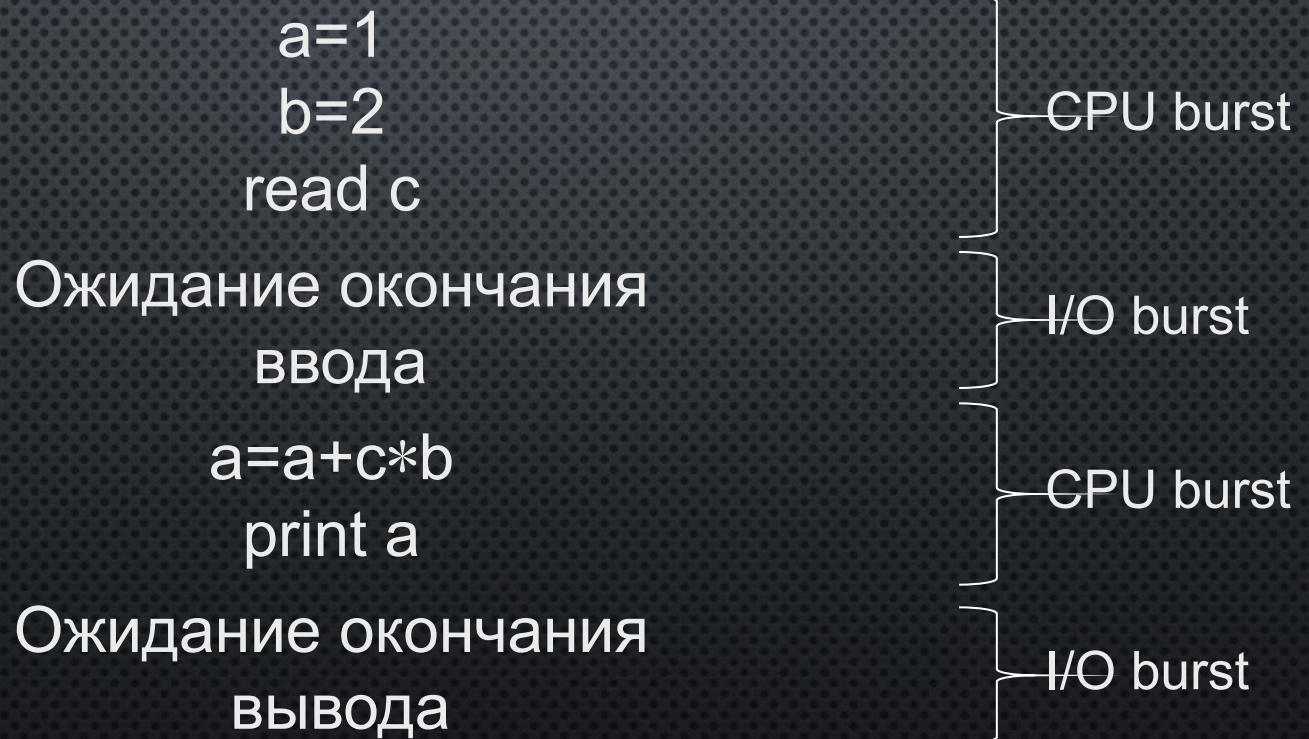 a=1
b=2
CPU burst
read c
Ожидание окончания
ввода
I/O burst
a=a+c*b
CPU burst
print a
Ожидание окончания
вывода
I/O burst